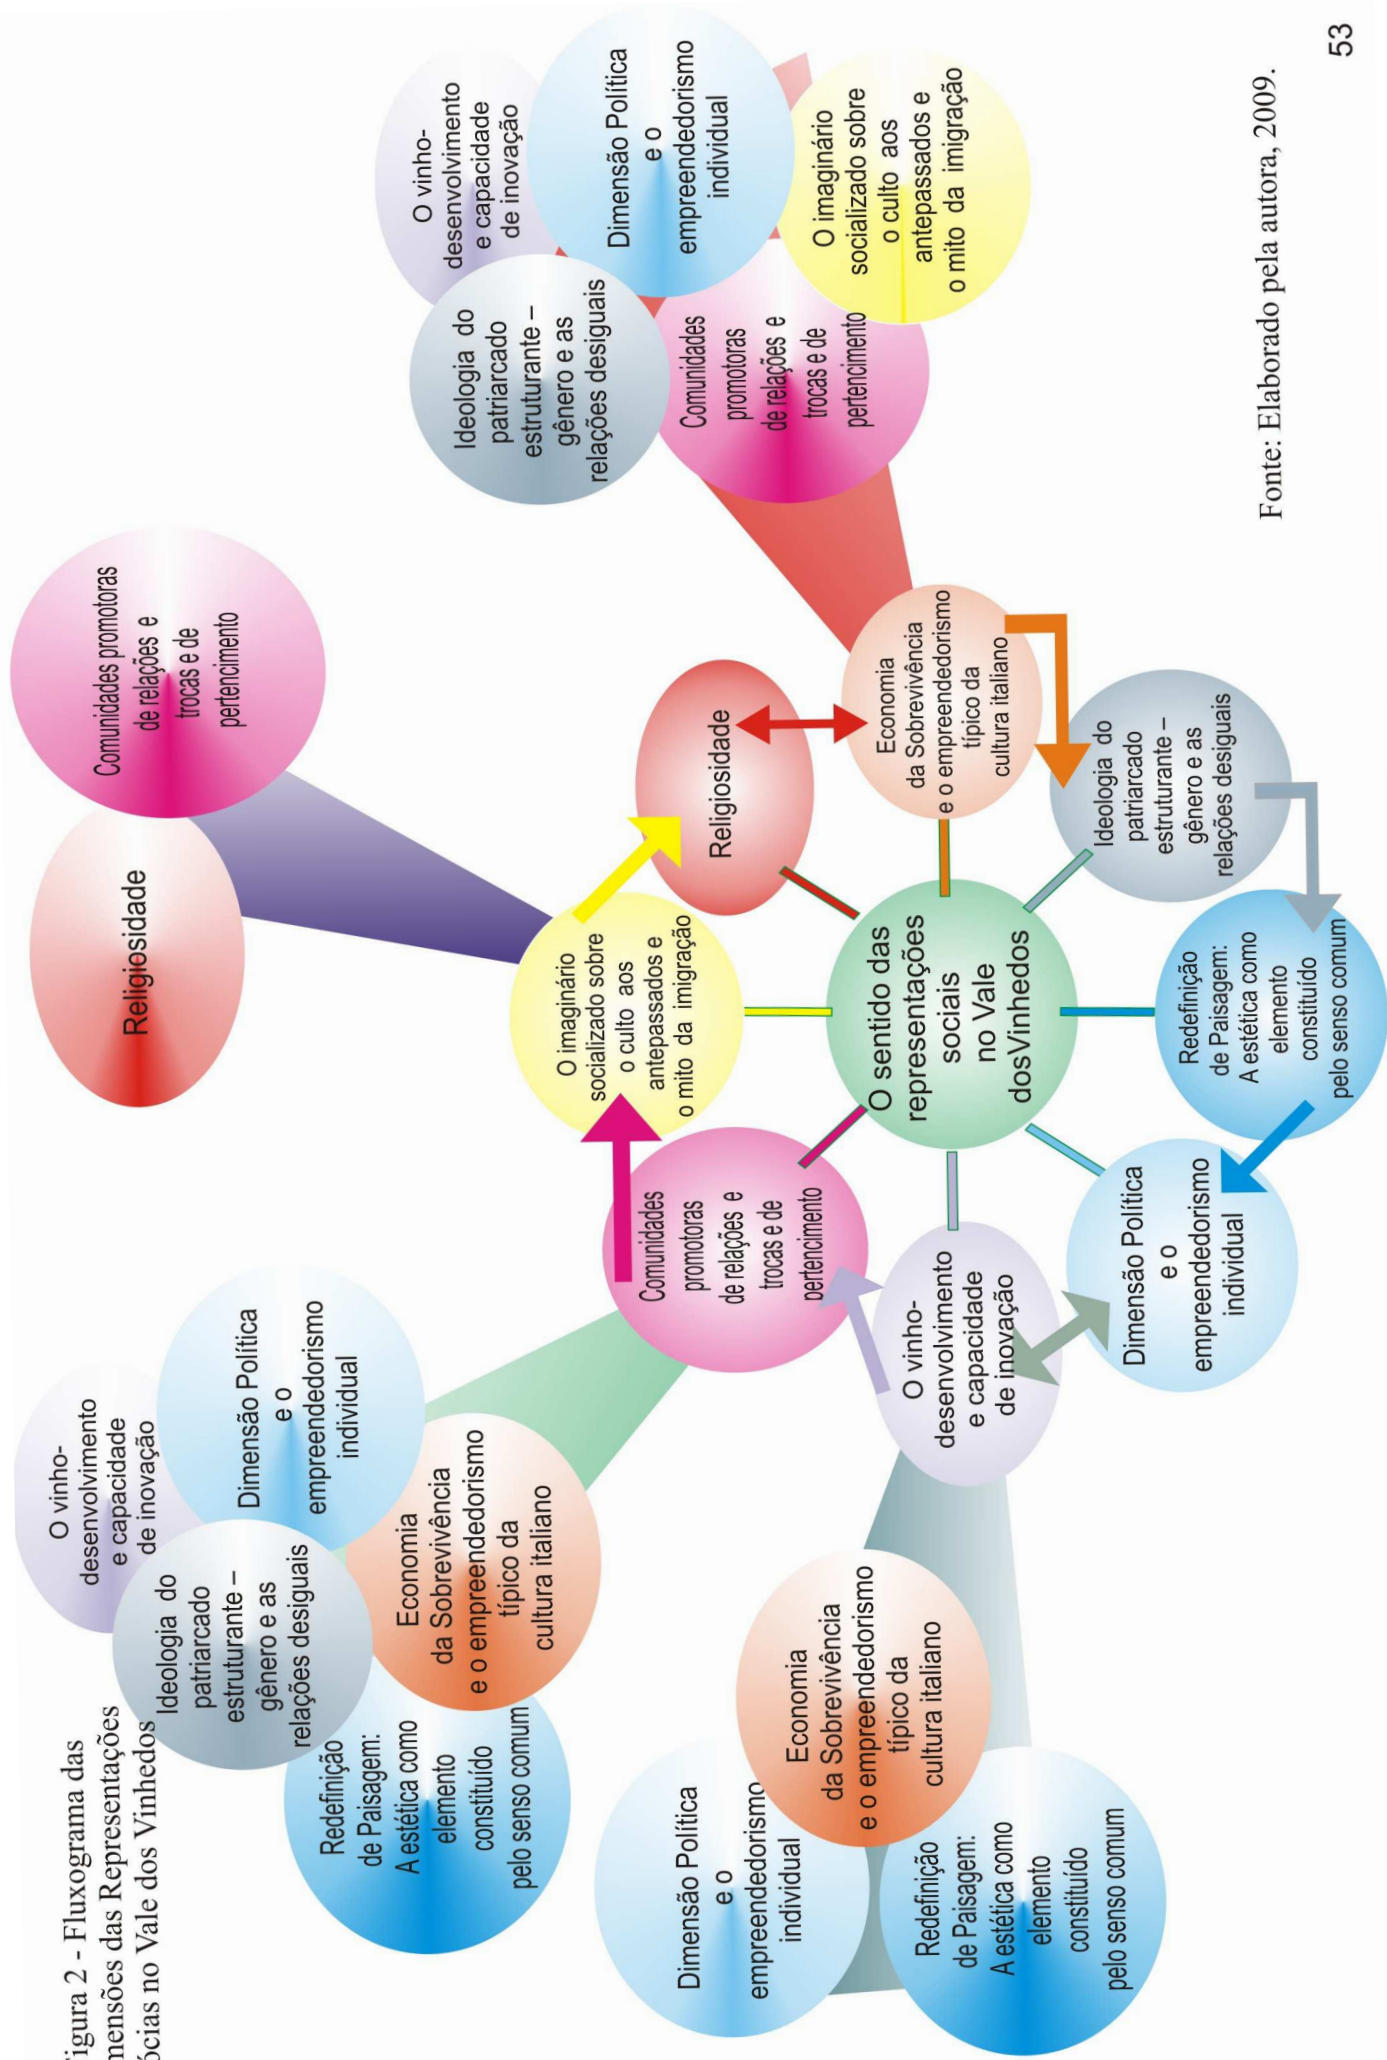 igura 2 - Fluxograma das
mensões das Representações
ócias no Vale dos Vinhedos
O vinho-
desenvolvimento
e capacidade
de inovação
Ideologia do
patriarcado
estruturante –
gênero e as
relações desiguais
Dimensão Política
e o
empreendedorismo
individual
Redefinição
de Paisagem:
A estética como
elemento
constituído
pelo senso comum
Economia
da Sobrevivência
e o empreendedorismo
típico da
cultura italiano
Religiosidade
Comunidades promotoras
de relações e
trocas e de
pertencimento
O vinho-
desenvolvimento
e capacidade
de inovação
Ideologia do
patriarcado
estruturante –
gênero e as
relações desiguais
Dimensão Política
e o
empreendedorismo
individual
Comunidades
promotoras
de relações e
trocas e de
pertencimento
O imaginário
socializado sobre
o culto aos
antepassados e
o mito da imigração
O imaginário
socializado sobre
o culto aos
antepassados e
o mito da imigração
Comunidades
promotoras
de relações e
trocas e de
pertencimento
Religiosidade
Dimensão Política
e o
empreendedorismo
individual
Economia
da Sobrevivência
e o empreendedorismo
típico da
cultura italiano
Redefinição
de Paisagem:
A estética como
elemento
constituído
pelo senso comum
O vinho-
desenvolvimento
e capacidade
de inovação
O sentido das
representações
sociais
no Vale
dosVinhedos
Economia
da Sobrevivência
e o empreendedorismo
típico da
cultura italiano
Dimensão Política
e o
empreendedorismo
individual
Redefinição
de Paisagem:
A estética como
elemento
constituído
pelo senso comum
Ideologia do
patriarcado
estruturante –
gênero e as
relações desiguais
Fonte: Elaborado pela autora, 2009.
53